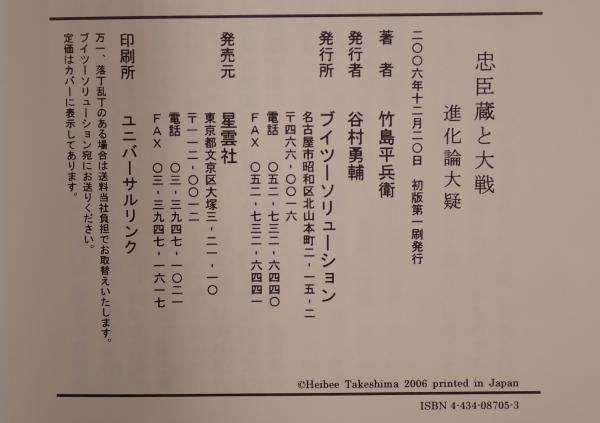 忠臣蔵と大戦
進化論大疑
二〇〇六年十二月二〇日　初版第一刷発行
著　者　　竹島平兵衛
発行者　　谷村勇輔
発行所　　ブイツーソリューション
〒四六六‐〇〇一六
名古屋市昭和区北山本町二‐一五‐二
電話　〇五二‐七三二‐六四四〇
ＦＡＸ　〇五二‐七三二‐六四四一
発売元　　星雲社
東京都文京区大塚三‐二一‐一〇
〒一一二‐〇〇一二
電話　〇三‐三九四七‐一〇二一
ＦＡＸ　〇三‐三九四七‐一六一七
印刷所　　ユニバーサルリンク
万一、落丁乱丁のある場合は送料当社負担でお取替えいたします。
ブイツーソリューション宛にお送りください。
定価はカバーに表示してあります。
©Heibee Takeshima 2006 printed in Japan
ISBN 4-434-08705-3